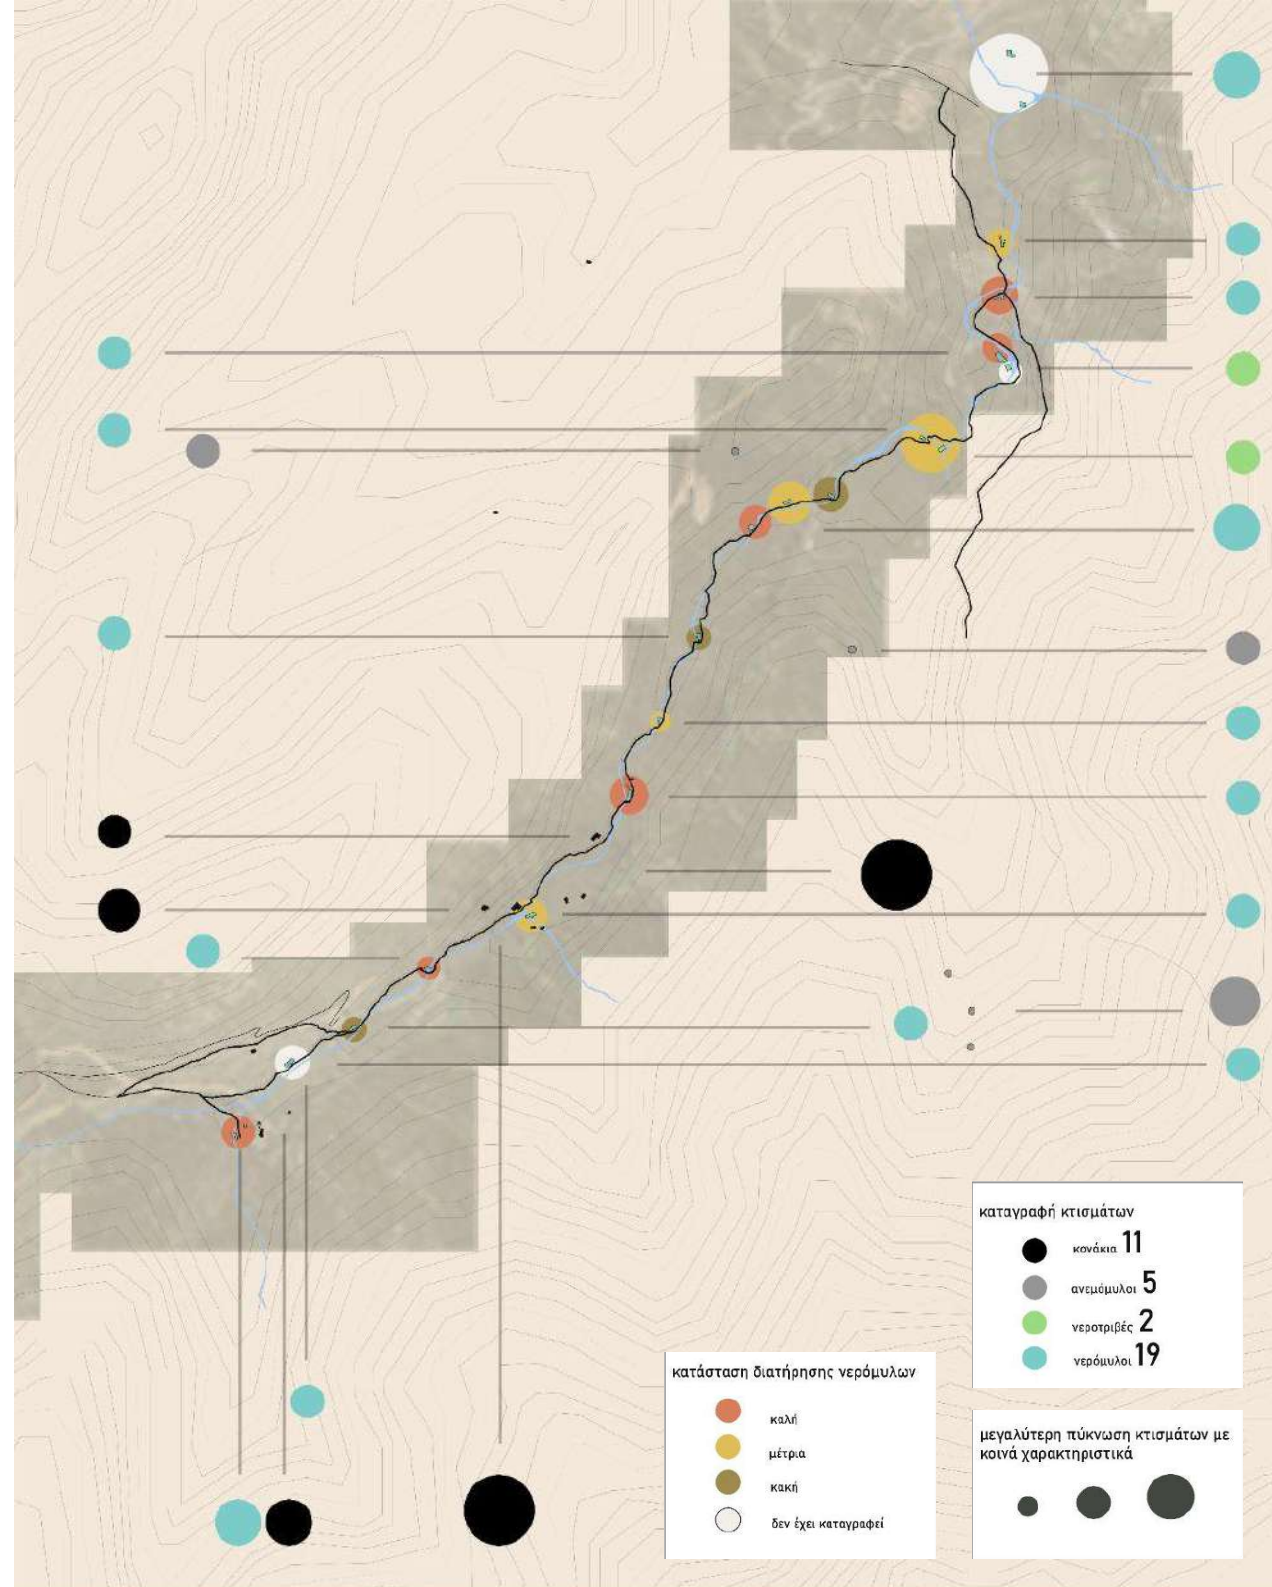 καταγραφή κτισμάτων
κονάκια 11
ανεμόμυλοι 5
νεροτριβές 2
νερόμυλοι 19
κατάσταση διατήρησης νερόμυλων
καλή
μέτρια
κακή
δεν έχει καταγραφεί
μεγαλύτερη πύκνωση κτισμάτων με
κοινά χαρακτηριστικά